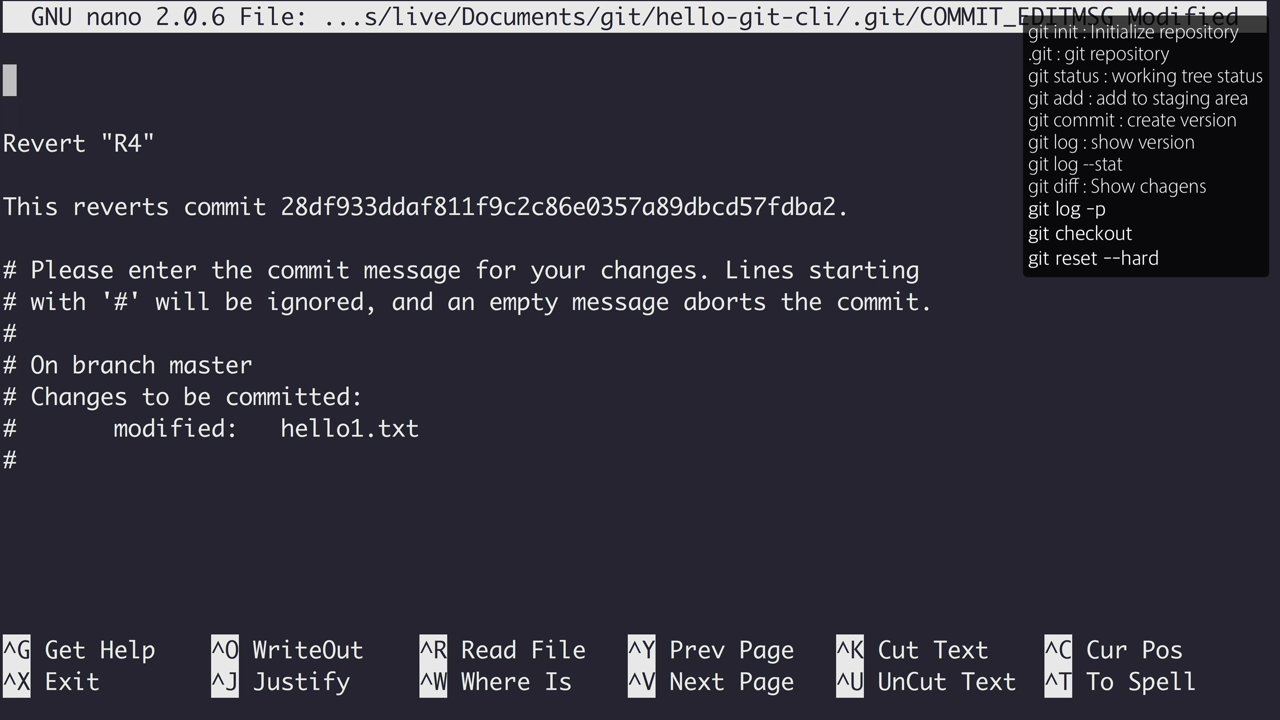 GNU nano 2.0.6 File: ...s/live/Documents/git/hello-git-cli/.git/COMMIT_EDITMSG Modified
git init : Initialize repository
.git : git repository
git status : working tree status
git add : add to staging area
git commit : create version
git log : show version
git log --stat
git diff : Show chagens
git log -p
git checkout
git reset --hard
Revert "R4"
This reverts commit 28df933ddaf811f9c2c86e0357a89dbcd57fdba2.
# Please enter the commit message for your changes. Lines starting
# with '#' will be ignored, and an empty message aborts the commit.
#
# On branch master
# Changes to be committed:
#       modified:   hello1.txt
#
^G Get Help ^O WriteOut ^R Read File ^Y Prev Page ^K Cut Text ^C Cur Pos
^X Exit ^J Justify ^W Where Is ^V Next Page ^U UnCut Text ^T To Spell